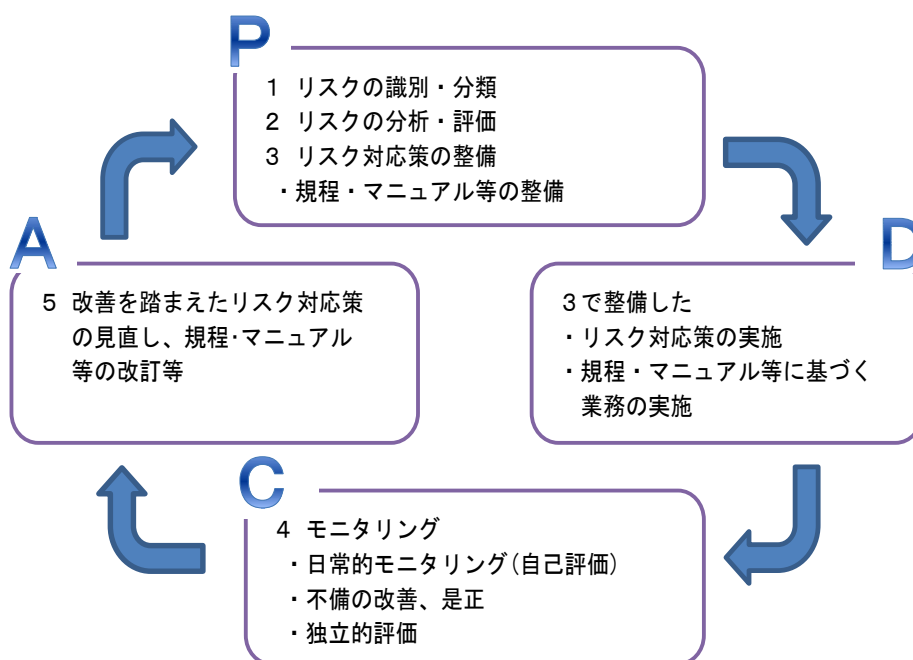 P
1 リスクの識別・分類
2 リスクの分析・評価
3 リスク対応策の整備
・規程・マニュアル等の整備
D
3で整備した
・リスク対応策の実施
・規程・マニュアル等に基づく
業務の実施
C
4 モニタリング
・日常的モニタリング(自己評価)
・不備の改善、是正
・独立的評価
A
5 改善を踏まえたリスク対応策
の見直し、規程･マニュアル
等の改訂等